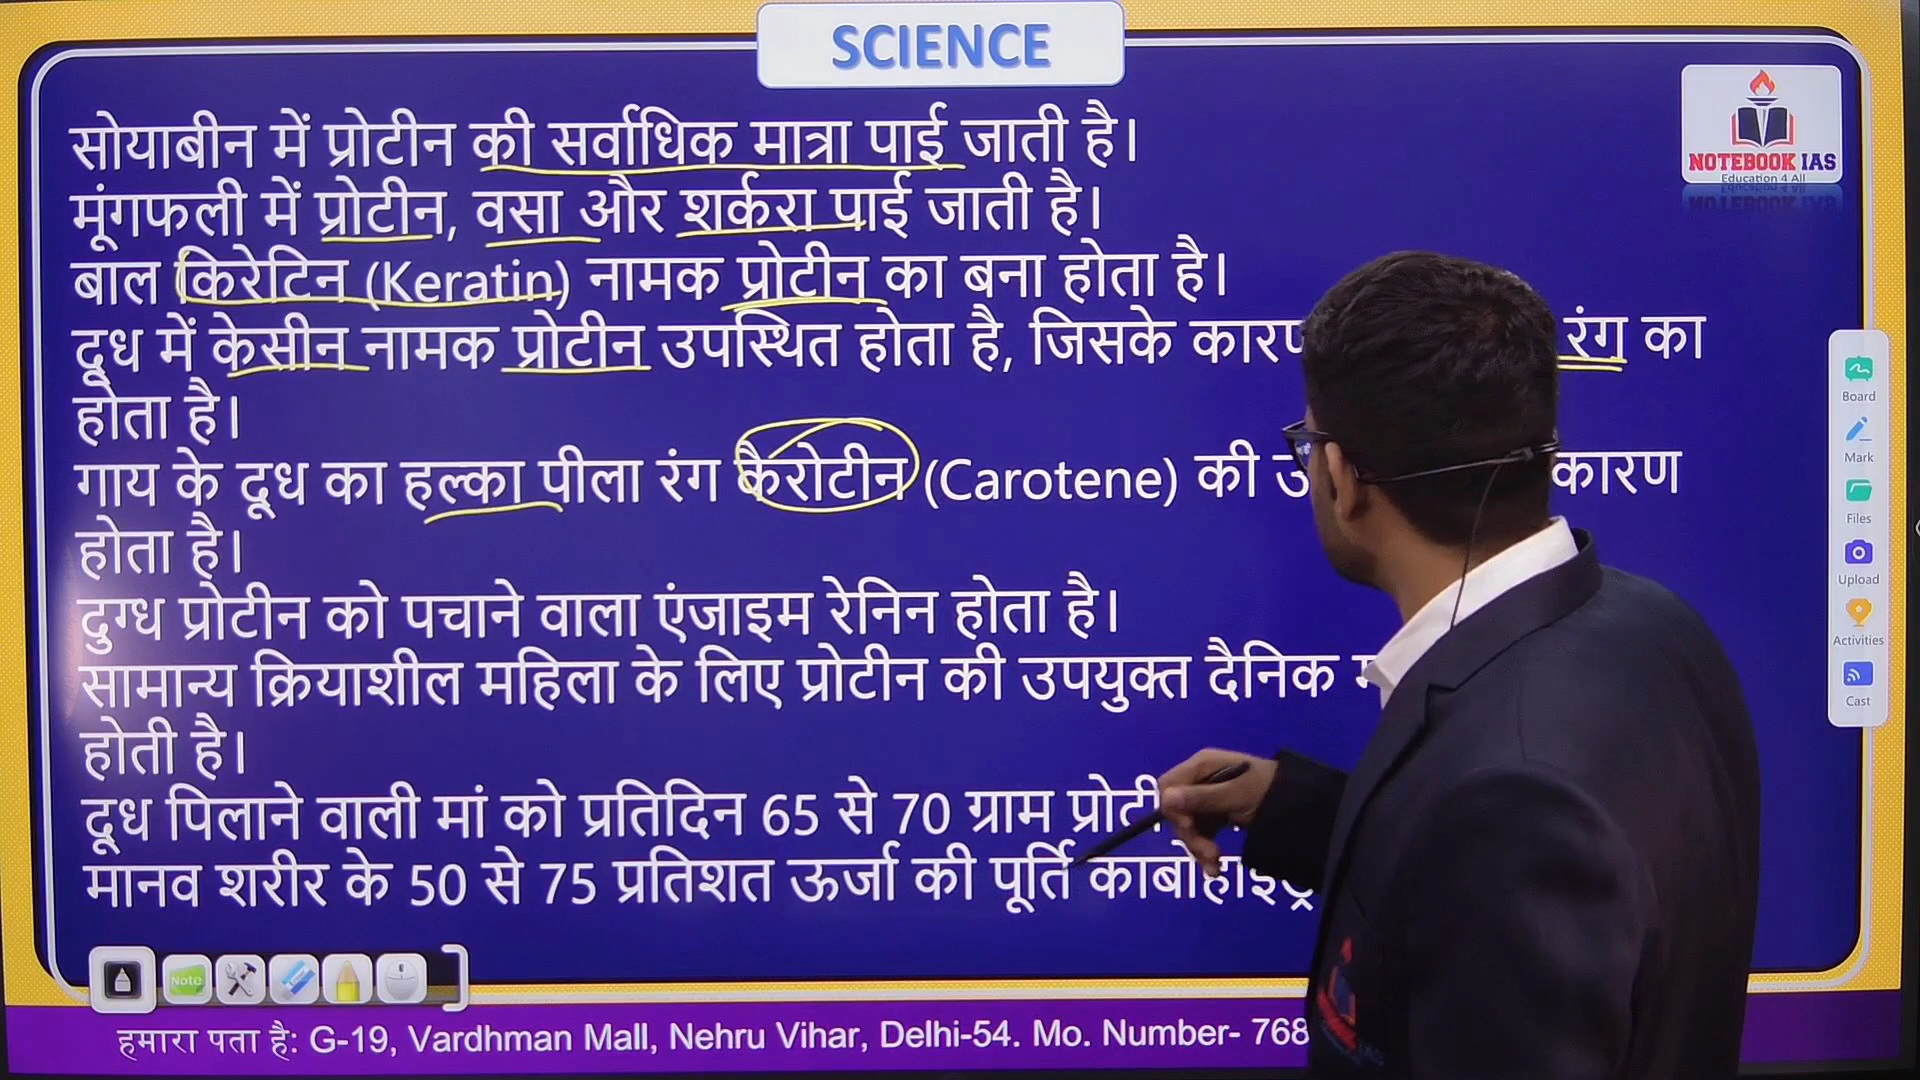 SCIENCE
NOTEBOOK IAS
Education 4 All
सोयाबीन में प्रोटीन की सर्वाधिक मात्रा पाई जाती है।
मूंगफली में प्रोटीन, वसा और शर्करा पाई जाती है।
बाल किरेटिन (Keratin) नामक प्रोटीन का बना होता है।
दूध में केसीन नामक प्रोटीन उपस्थित होता है, जिसके कारण रंग का
होता है।
गाय के दूध का हल्का पीला रंग कैरोटीन (Carotene) की कारण
होता है।
दुग्ध प्रोटीन को पचाने वाला एंजाइम रेनिन होता है।
सामान्य क्रियाशील महिला के लिए प्रोटीन की उपयुक्त दैनिक
होती है।
दूध पिलाने वाली मां को प्रतिदिन 65 से 70 ग्राम
मानव शरीर के 50 से 75 प्रतिशत ऊर्जा की पूर्ति
Board
Mark
Files
Upload
Activities
Cast
Note
हमारा पता है: G-19, Vardhman Mall, Nehru Vihar, Delhi-54. Mo. Number- 768